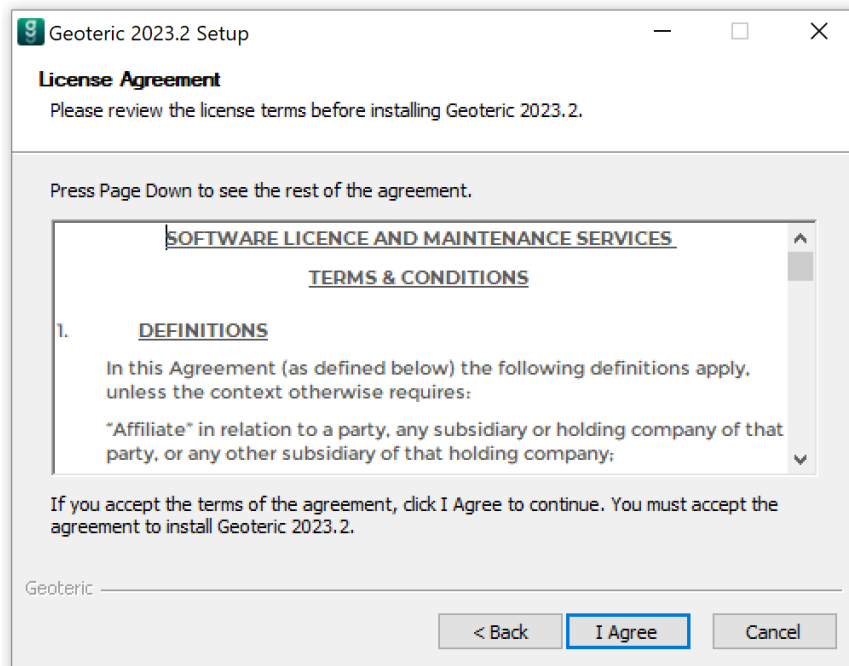 Geoteric 2023.2 Setup
License Agreement
Please review the license terms before installing Geoteric 2023.2.
Press Page Down to see the rest of the agreement.
SOFTWARE LICENCE AND MAINTENANCE SERVICES
TERMS & CONDITIONS
1. DEFINITIONS
In this Agreement (as defined below) the following definitions apply,
unless the context otherwise requires:
“Affiliate” in relation to a party, any subsidiary or holding company of that
party, or any other subsidiary of that holding company;
If you accept the terms of the agreement, click I Agree to continue. You must accept the
agreement to install Geoteric 2023.2.
Geoteric
< Back I Agree Cancel